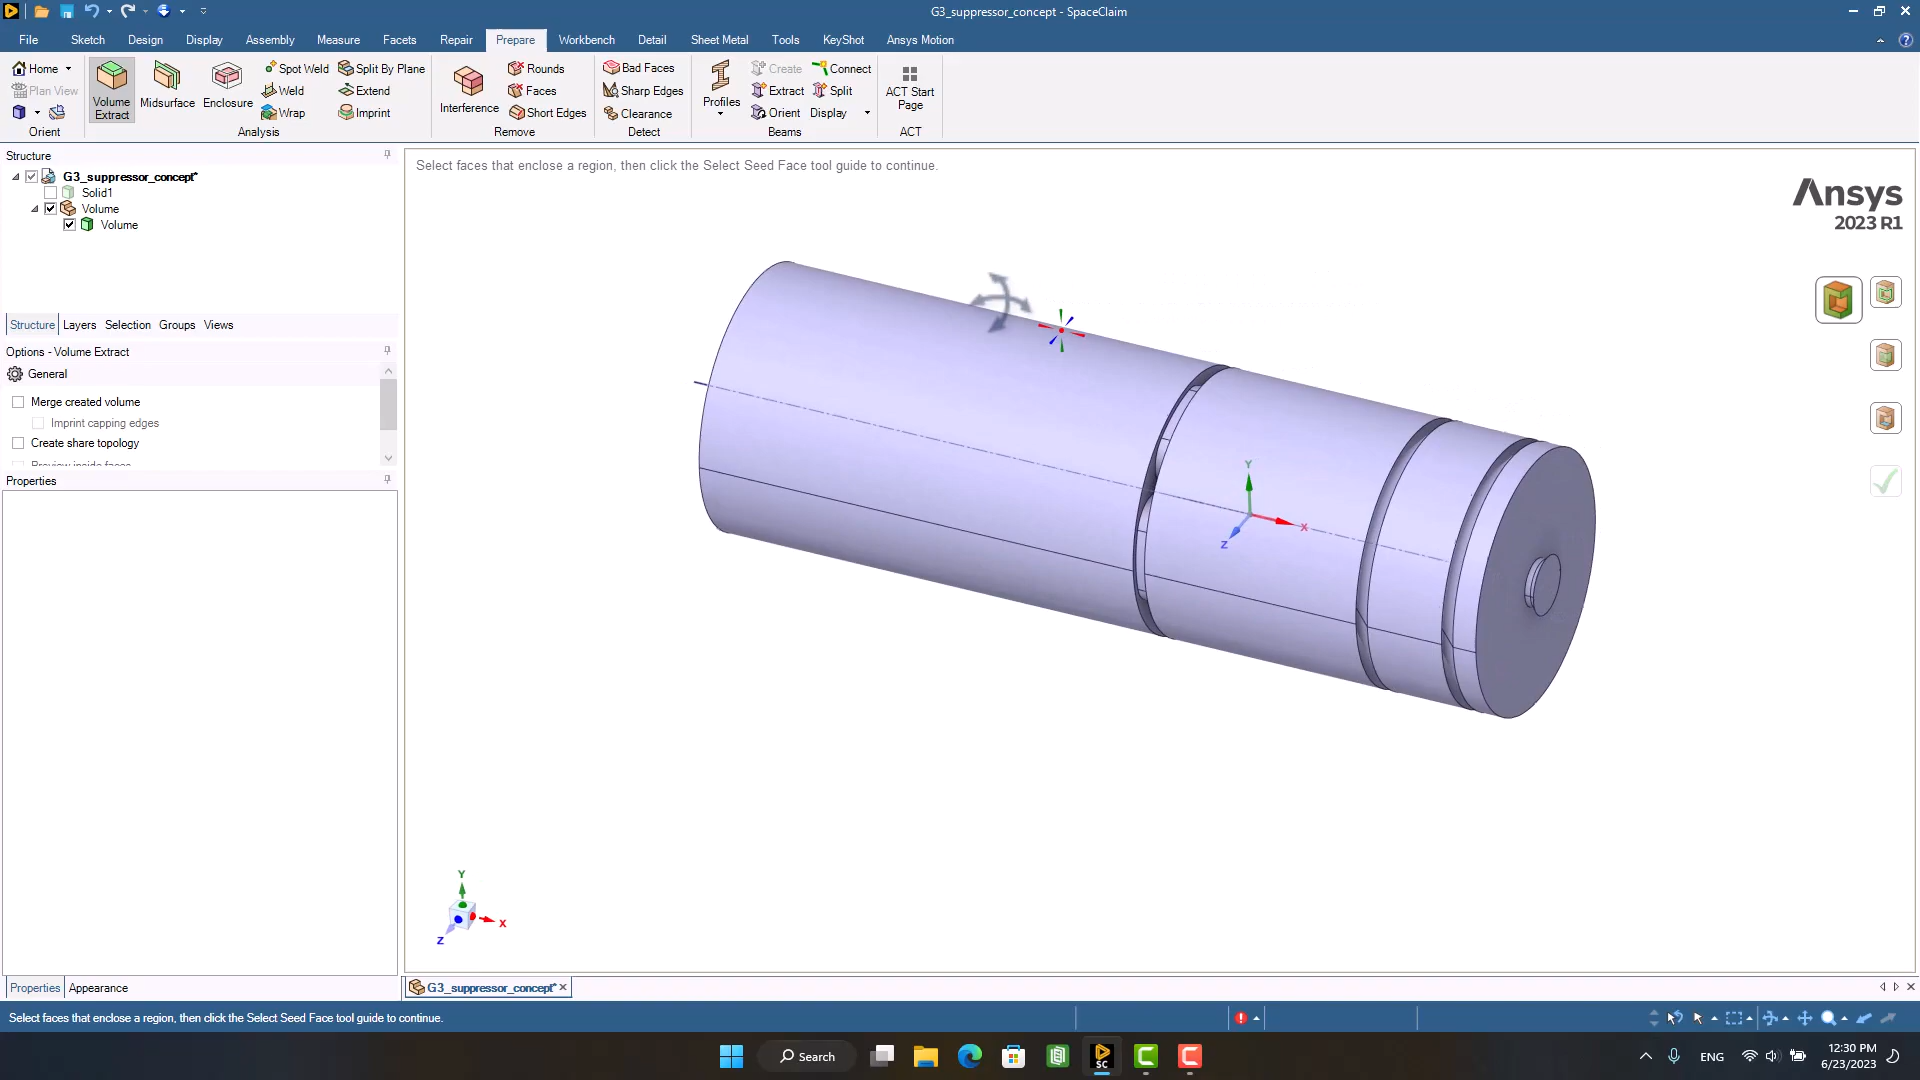 G3_suppressor_concept - SpaceClaim
File Sketch Design Display Assembly Measure Facets Repair Prepare Workbench Detail Sheet Metal Tools KeyShot Ansys Motion
Home
Plan View
Orient
Volume Extract
Midsurface
Enclosure
Spot Weld
Weld
Wrap
Split By Plane
Extend
Imprint
Analysis
Interference
Rounds
Faces
Short Edges
Remove
Bad Faces
Sharp Edges
Clearance
Detect
Profiles
Create
Extract
Orient
Connect
Split
Display
Beams
ACT Start Page
ACT
Structure
G3_suppressor_concept*
Solid1
Volume
Volume
Structure Layers Selection Groups Views
Options - Volume Extract
General
Merge created volume
Imprint capping edges
Create share topology
Preview inside faces
Properties
Properties Appearance
Select faces that enclose a region, then click the Select Seed Face tool guide to continue.
Ansys
2023 R1
Y
X
Z
Y
X
Z
G3_suppressor_concept*
Select faces that enclose a region, then click the Select Seed Face tool guide to continue.
Search
SC
ENG
12:30 PM
6/23/2023